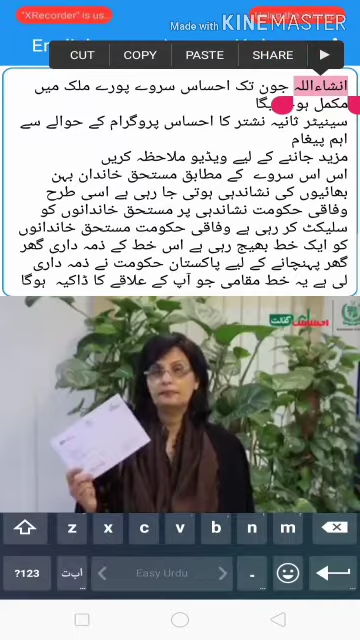 "XRecorder" is us...
Made with KINEMASTER
CUT COPY PASTE SHARE
انشاءاللہ جون تک احساس سروے پورے ملک میں
مکمل ہو
سینیٹر ثانیہ نشتر کا احساس پروگرام کے حوالے سے
اہم پیغام
مزید جاننے کے لیے ویڈیو ملاحظہ کریں
اس اس سروے کے مطابق مستحق خاندان بہن
بھائیوں کی نشاندہی ہوتی جا رہی ہے اسی طرح
وفاقی حکومت نشاندہی پر مستحق خاندانوں کو
سلیکٹ کر رہی ہے وفاقی حکومت مستحق خاندانوں
کو ایک خط بھیج رہی ہے اس خط کے ذمہ داری گھر
گھر پہنچانے کے لیے پاکستان حکومت نے ذمہ داری
لی ہے یہ خط مقامی جو آپ کے علاقے کا ڈاکیہ ہوگا
احساس کفالت
z x c v b n m
?123 اب ت Easy Urdu -